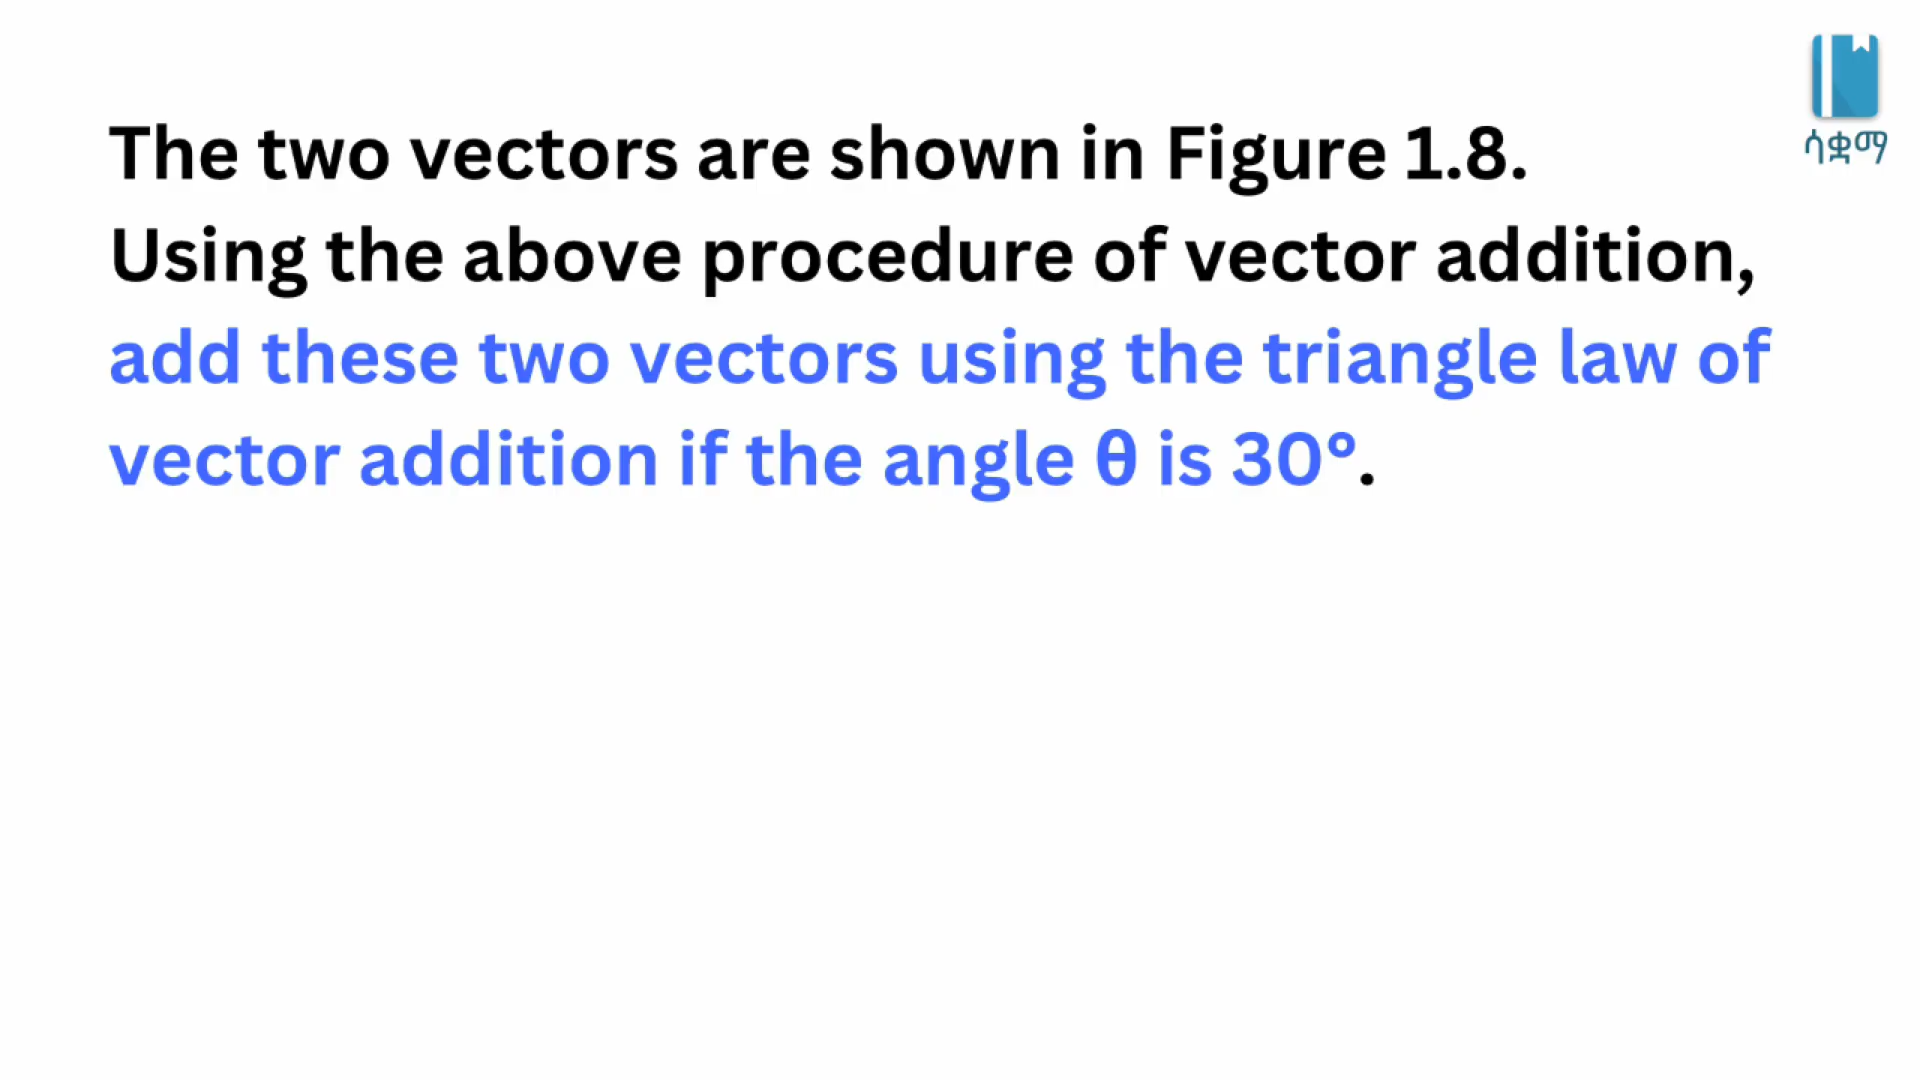 The two vectors are shown in Figure 1.8.
Using the above procedure of vector addition,
add these two vectors using the triangle law of
vector addition if the angle θ is 30°.
ሳቋማ